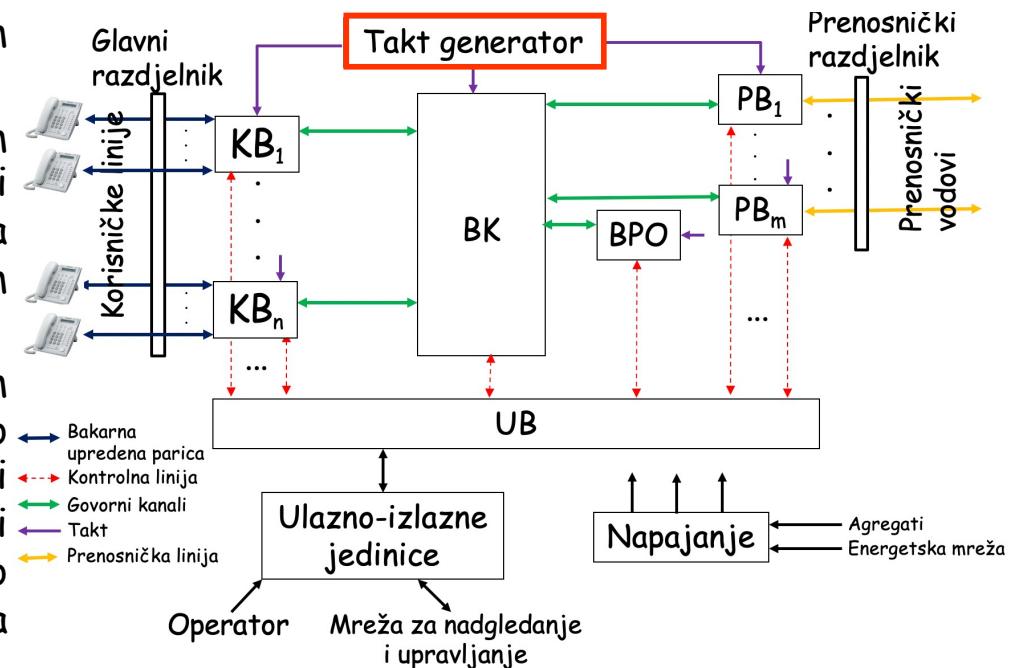 Glavni
razdjelnik
Takt generator
Prenosnički
razdjelnik
Korisničke linije
KB1
KBn
...
BK
BPO
PB1
PBm
...
Prenosnički
vodovi
UB
Bakarna
upredena parica
Kontrolna linija
Govorni kanali
Takt
Prenosnička linija
Ulazno-izlazne
jedinice
Napajanje
Agregati
Energetska mreža
Operator
Mreža za nadgledanje
i upravljanje